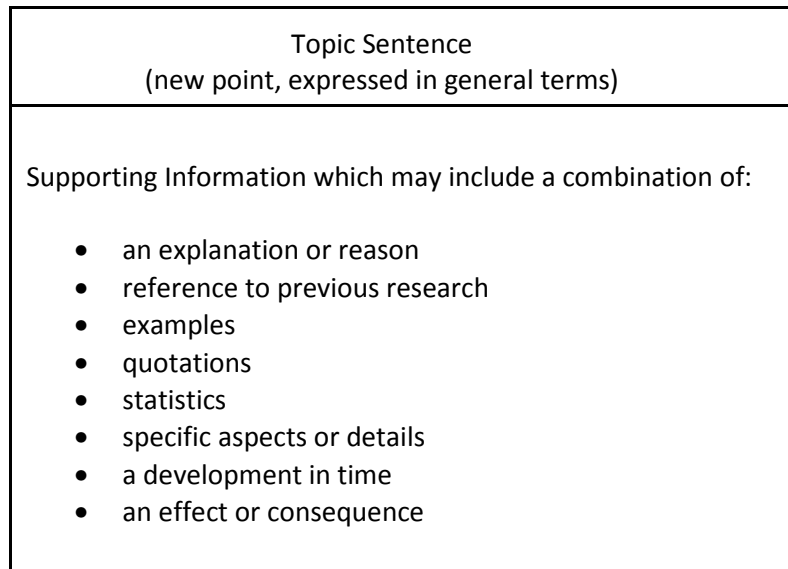 Topic Sentence
(new point, expressed in general terms)
Supporting Information which may include a combination of:
• an explanation or reason
• reference to previous research
• examples
• quotations
• statistics
• specific aspects or details
• a development in time
• an effect or consequence